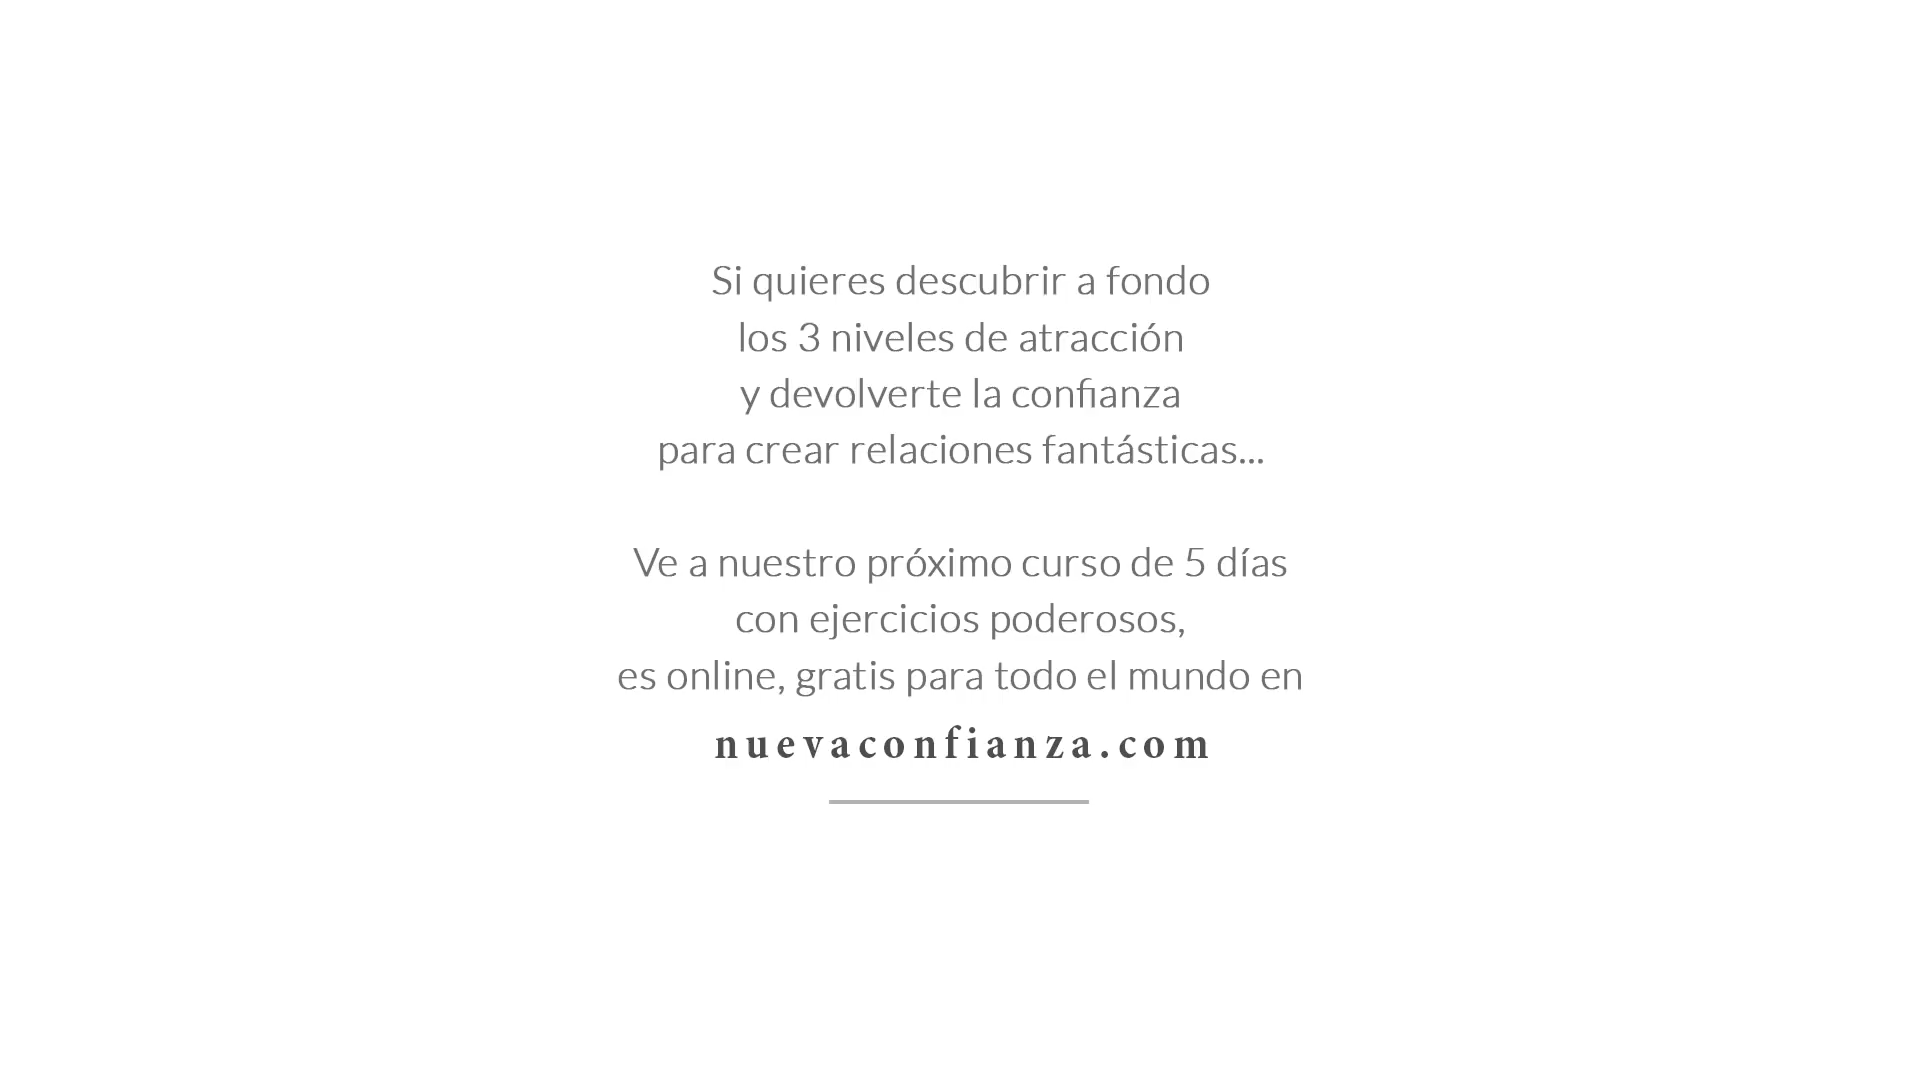 Si quieres descubrir a fondo
los 3 niveles de atracción
y devolverte la confianza
para crear relaciones fantásticas...
Ve a nuestro próximo curso de 5 días
con ejercicios poderosos,
es online, gratis para todo el mundo en
nuevaconfianza.com